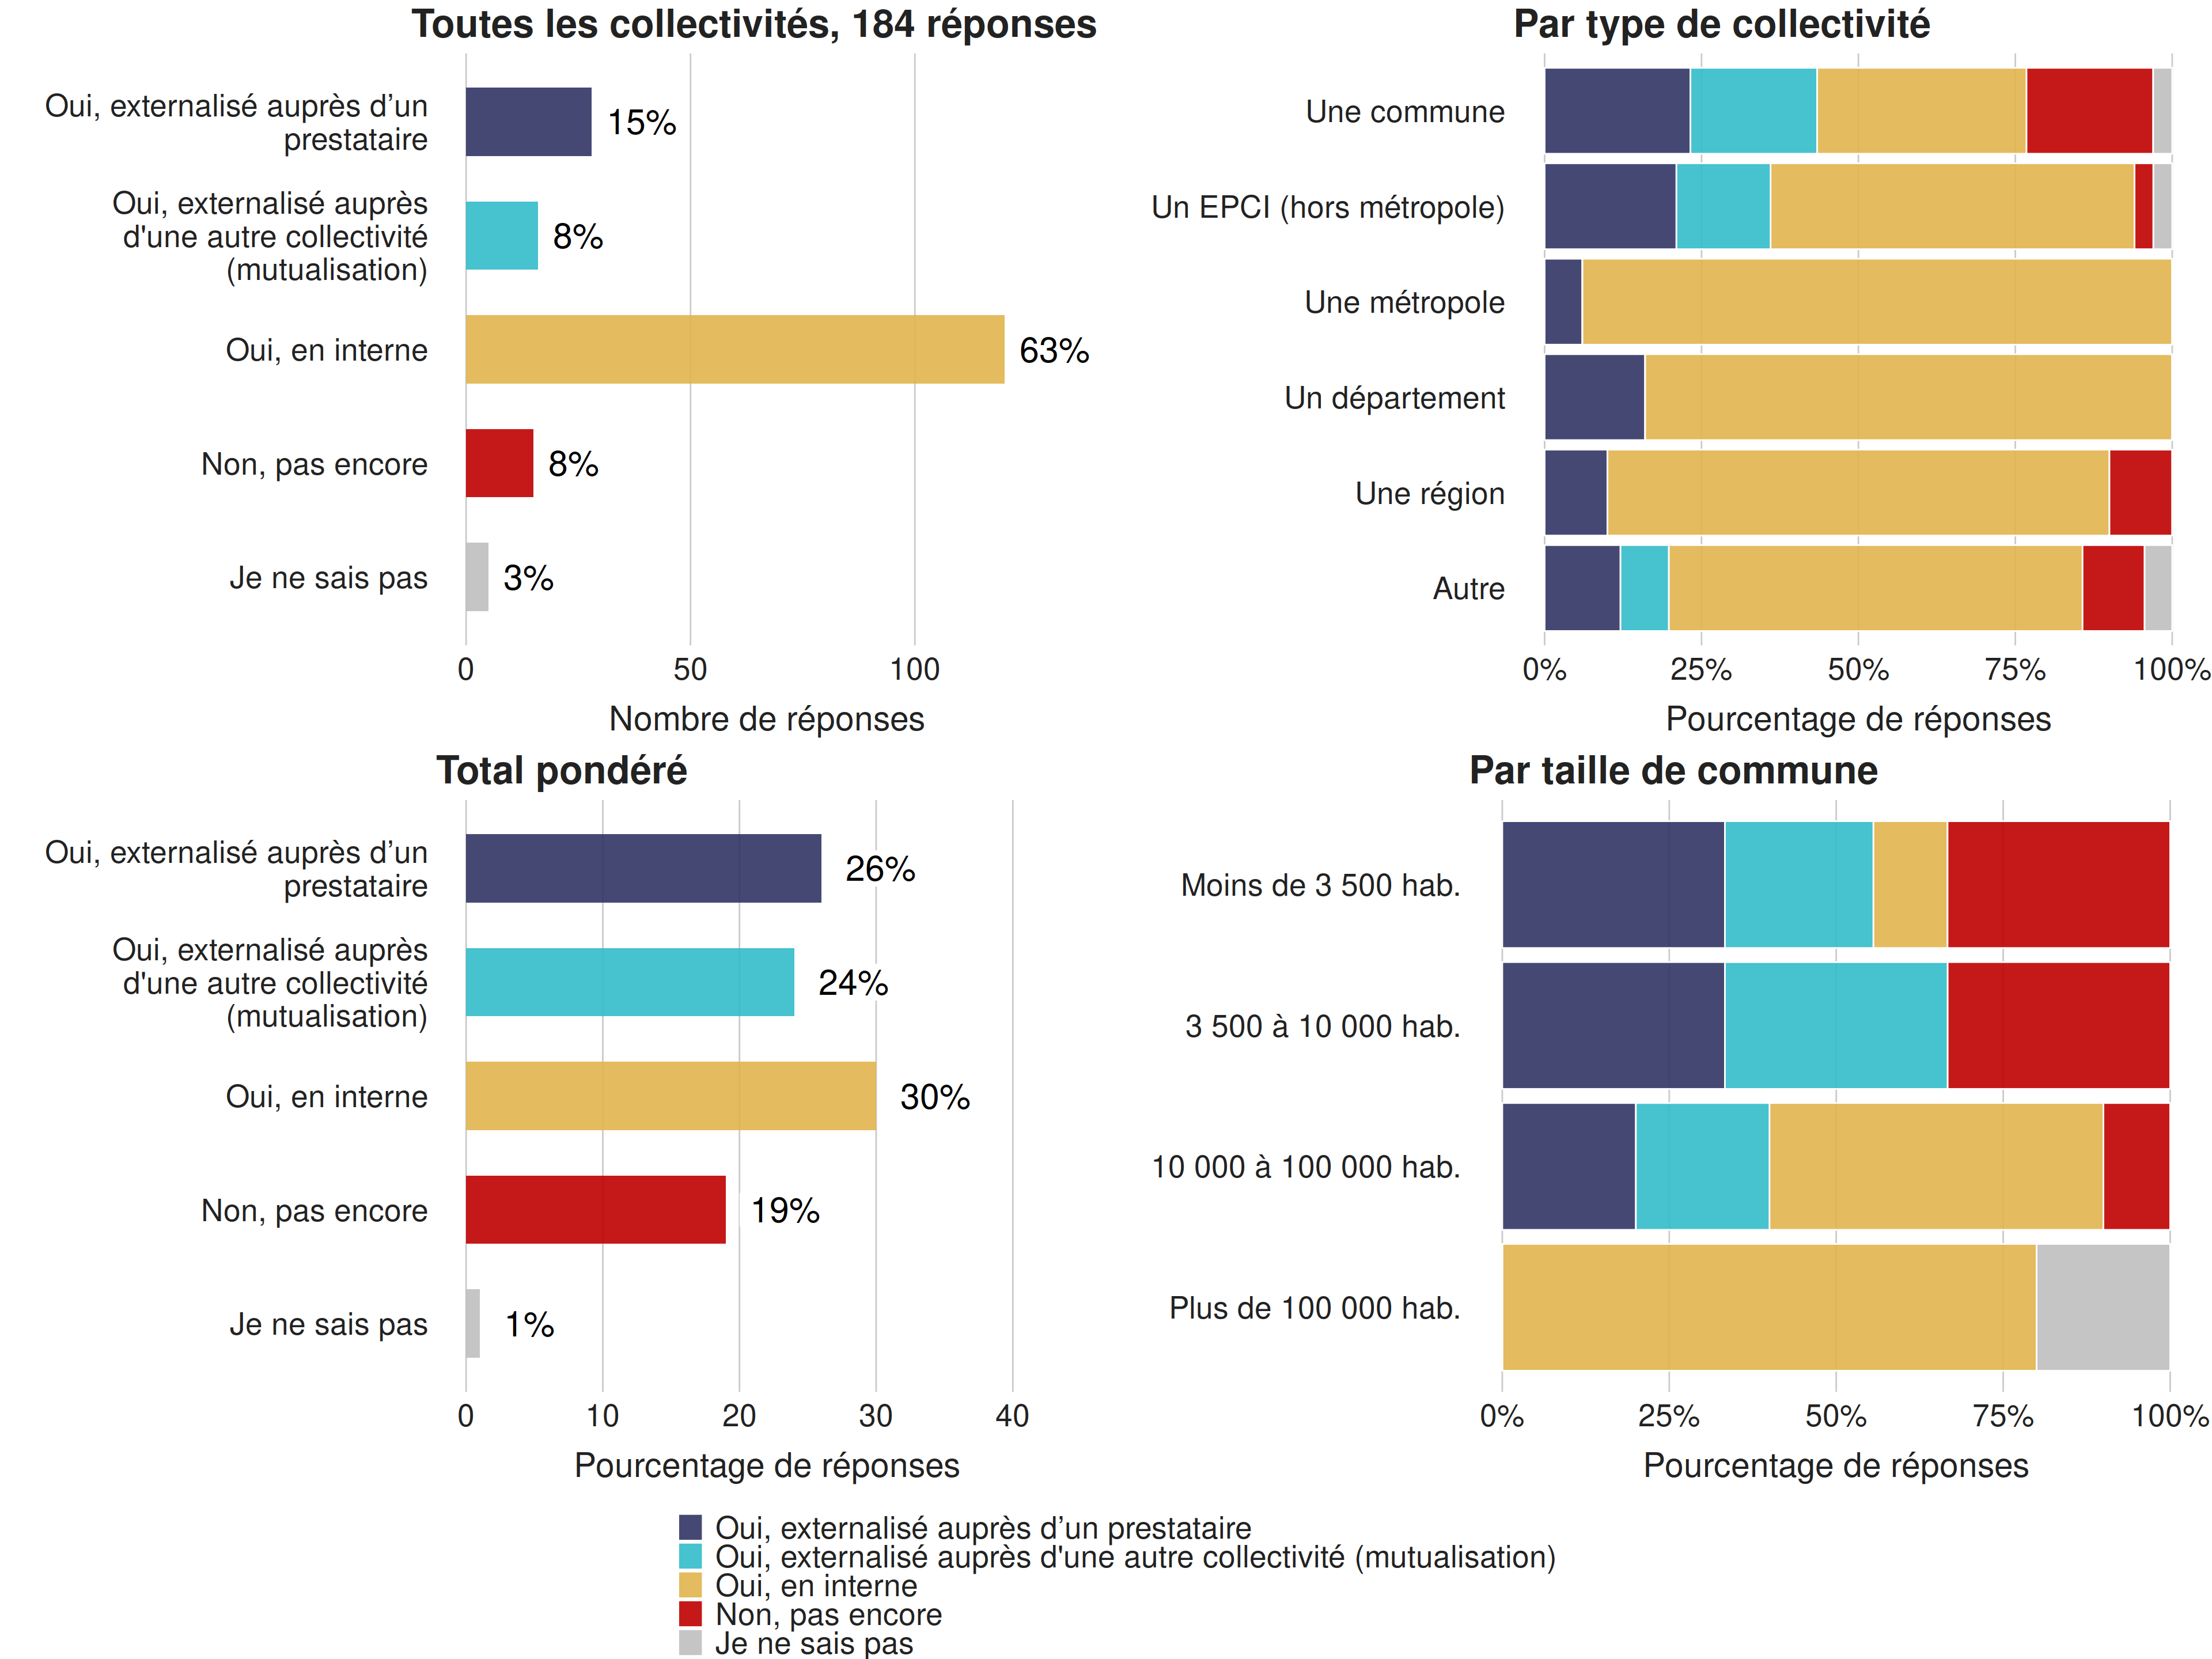 Toutes les collectivités, 184 réponses
Oui, externalisé auprès d’un
prestataire
15%
Oui, externalisé auprès
d'une autre collectivité
(mutualisation)
8%
Oui, en interne
63%
Non, pas encore
8%
Je ne sais pas
3%
0 50 100
Nombre de réponses
Par type de collectivité
Une commune
Un EPCI (hors métropole)
Une métropole
Un département
Une région
Autre
0% 25% 50% 75% 100%
Pourcentage de réponses
Total pondéré
Oui, externalisé auprès d’un
prestataire
26%
Oui, externalisé auprès
d'une autre collectivité
(mutualisation)
24%
Oui, en interne
30%
Non, pas encore
19%
Je ne sais pas
1%
0 10 20 30 40
Pourcentage de réponses
Par taille de commune
Moins de 3 500 hab.
3 500 à 10 000 hab.
10 000 à 100 000 hab.
Plus de 100 000 hab.
0% 25% 50% 75% 100%
Pourcentage de réponses
Oui, externalisé auprès d’un prestataire
Oui, externalisé auprès d'une autre collectivité (mutualisation)
Oui, en interne
Non, pas encore
Je ne sais pas